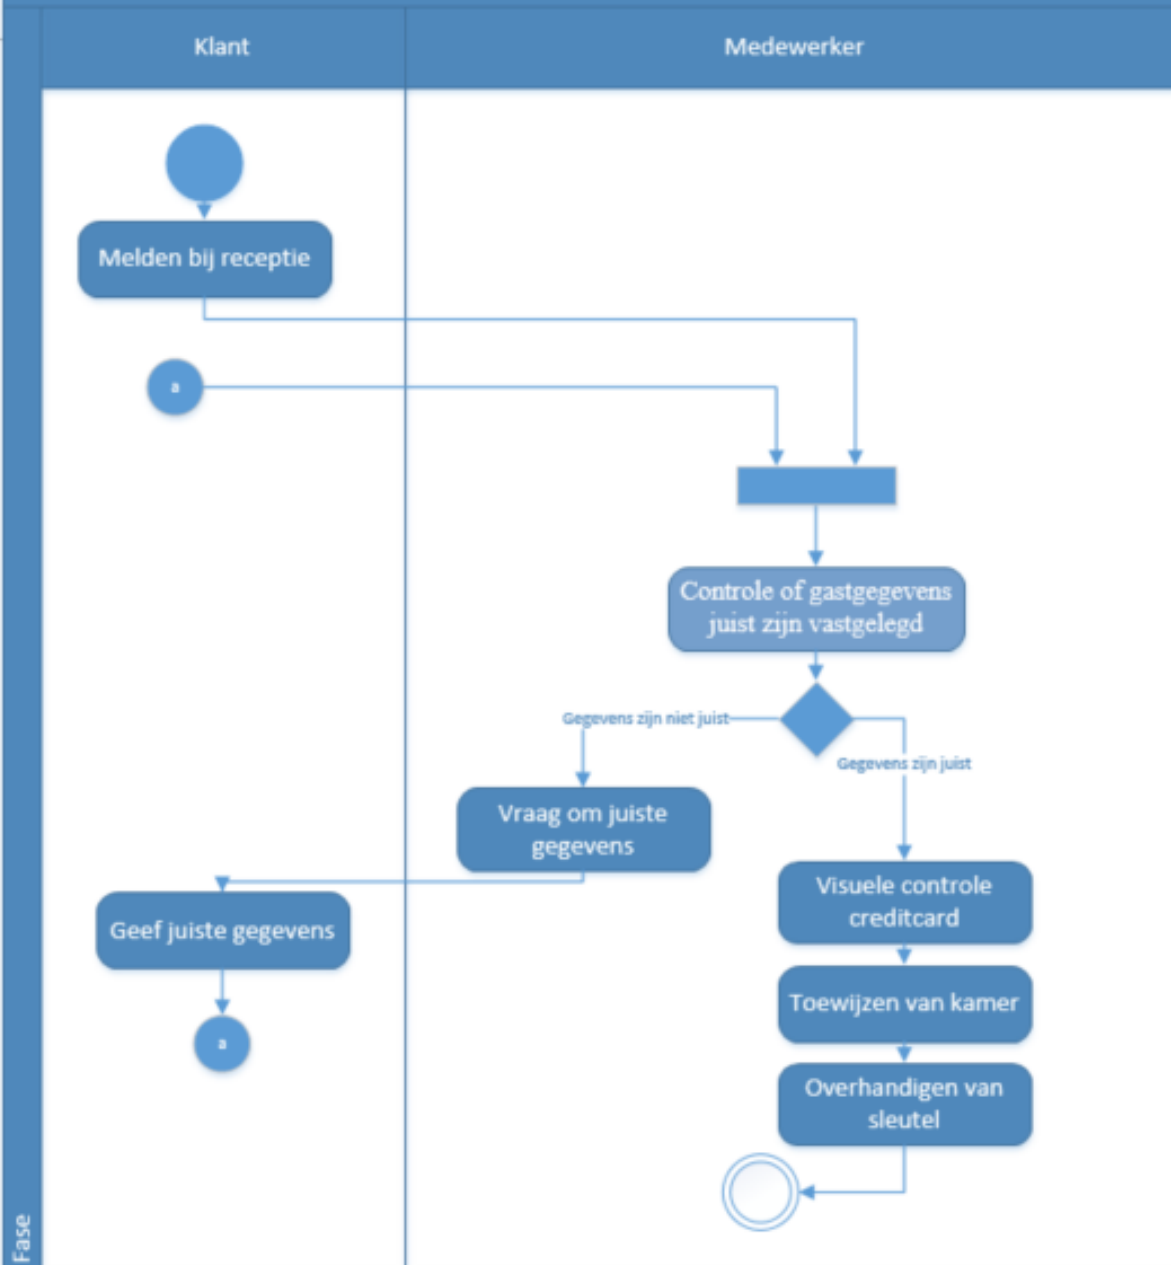 Klant
Medewerker
Melden bij receptie
a
Controle of gastgegevens
juist zijn vastgelegd
Gegevens zijn niet juist
Gegevens zijn juist
Vraag om juiste
gegevens
Visuele controle
creditcard
Geef juiste gegevens
Toewijzen van kamer
a
Overhandigen van
sleutel
Fase